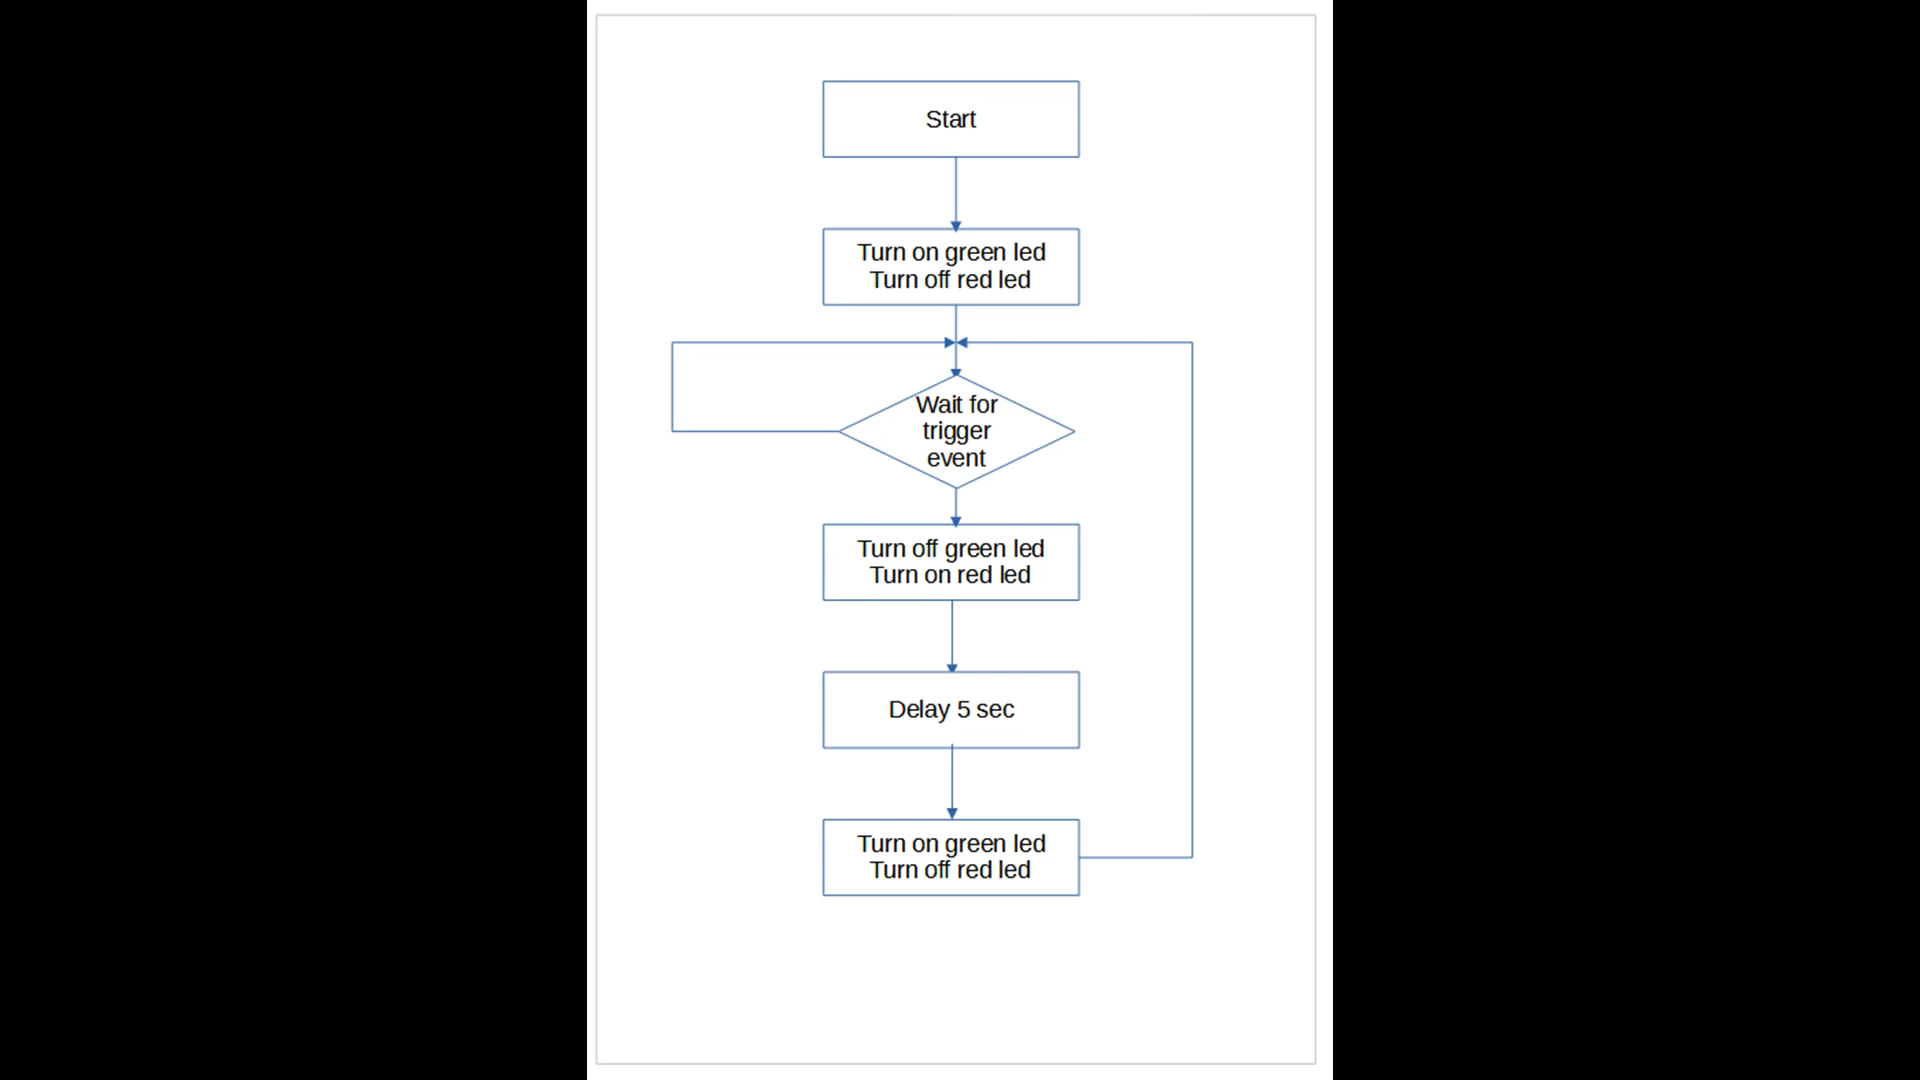 Start
Turn on green led
Turn off red led
Wait for
trigger
event
Turn off green led
Turn on red led
Delay 5 sec
Turn on green led
Turn off red led